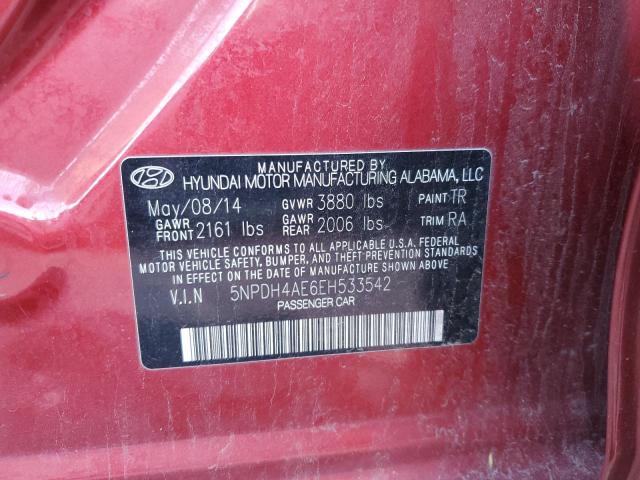 MANUFACTURED BY
HYUNDAI MOTOR MANUFACTURING ALABAMA, LLC
May/08/14 GVWR 3880 lbs PAINT TR
GAWR FRONT 2161 lbs GAWR REAR 2006 lbs TRIM RA
THIS VEHICLE CONFORMS TO ALL APPLICABLE U.S.A. FEDERAL
MOTOR VEHICLE SAFETY, BUMPER, AND THEFT PREVENTION STANDARDS
IN EFFECT ON THE DATE OF MANUFACTURE SHOWN ABOVE.
V.I.N 5NPDH4AE6EH533542
PASSENGER CAR